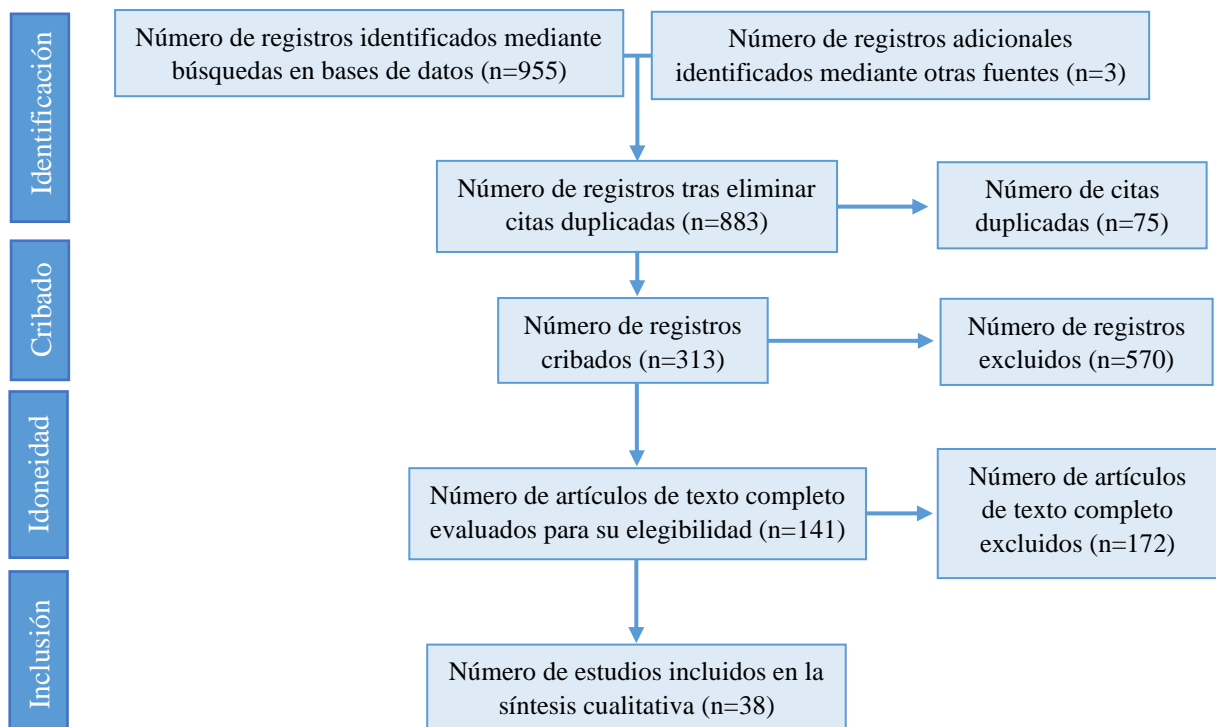 Identificación
Número de registros identificados mediante
búsquedas en bases de datos (n=955)
Número de registros adicionales
identificados mediante otras fuentes (n=3)
Número de registros tras eliminar
citas duplicadas (n=883)
Número de citas
duplicadas (n=75)
Cribado
Número de registros
cribados (n=313)
Número de registros
excluidos (n=570)
Idoneidad
Número de artículos de texto completo
evaluados para su elegibilidad (n=141)
Número de artículos
de texto completo
excluidos (n=172)
Inclusión
Número de estudios incluidos en la
síntesis cualitativa (n=38)